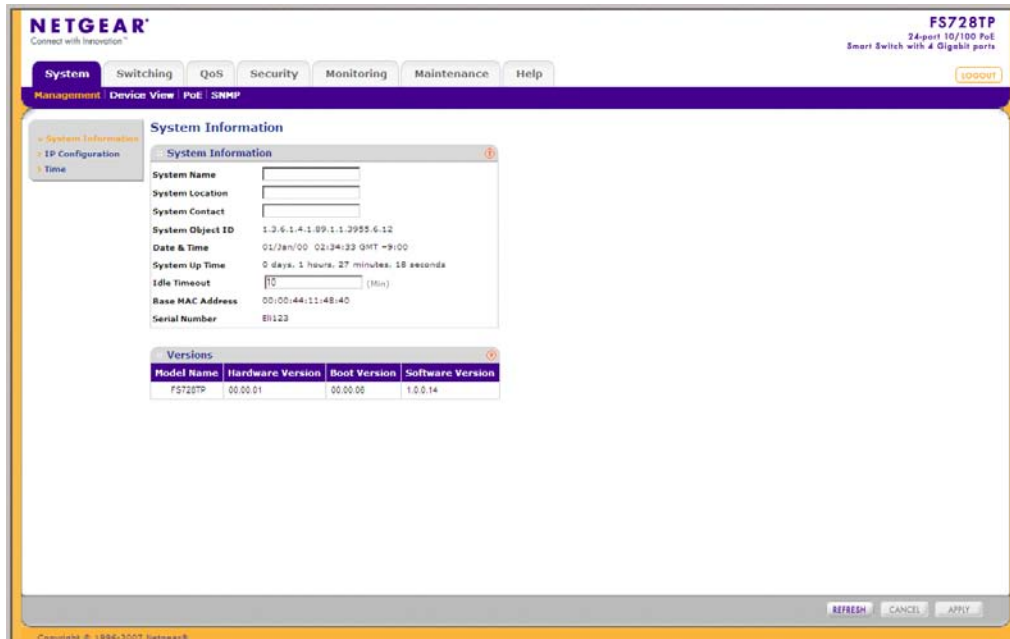 NETGEAR
Connect with Innovation™
FS728TP
24-port 10/100 PoE
Smart Switch with 4 Gigabit ports
System Switching QoS Security Monitoring Maintenance Help
LOGOUT
Management Device View PoE SNMP
System Information
IP Configuration
Time
System Information
System Information
System Name
System Location
System Contact
System Object ID 1.3.6.1.4.1.89.1.1.3955.6.12
Date & Time 01/Jan/00 02:34:33 GMT +9:00
System Up Time 0 days, 1 hours, 27 minutes, 18 seconds
Idle Timeout 10 (Min)
Base MAC Address 00:00:44:11:48:40
Serial Number Eli123
Versions
Model Name Hardware Version Boot Version Software Version
FS728TP 00.00.01 00.00.06 1.0.0.14
REFRESH CANCEL APPLY
Copyright © 1996-2007 Netgear®